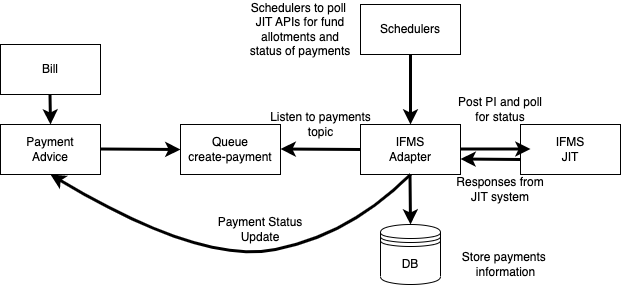 Schedulers to poll
JIT APIs for fund
allotments and
status of payments
Schedulers
Bill
Listen to payments
topic
Post PI and poll
for status
Payment
Advice
Queue
create-payment
IFMS
Adapter
IFMS
JIT
Responses from
JIT system
Payment Status
Update
DB
Store payments
information